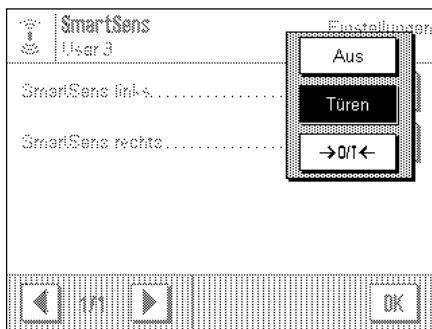 SmartSens Einstellungen
User 3
Aus
SmartSens links..............
Türen
SmartSens rechts.............
→0/T←
1/1 OK